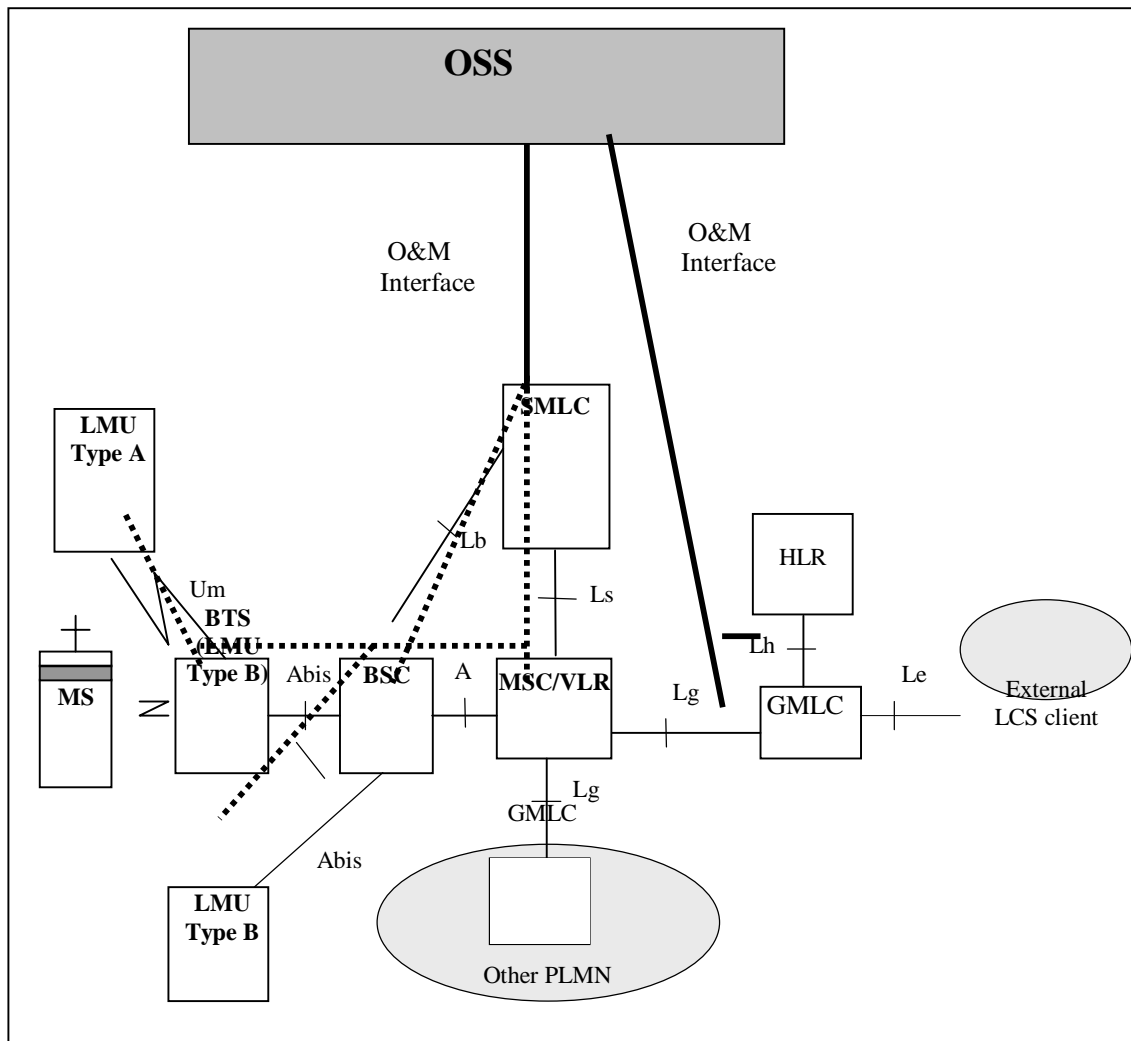 OSS
O&M
Interface
O&M
Interface
SMLC
LMU
Type A
Lb
HLR
Um
Ls
BTS
(LMU
Type B)
Abis
BSC
A
MSC/VLR
Lh
Lg
GMLC
Le
External
LCS client
MS
Lg
GMLC
Abis
LMU
Type B
Other PLMN